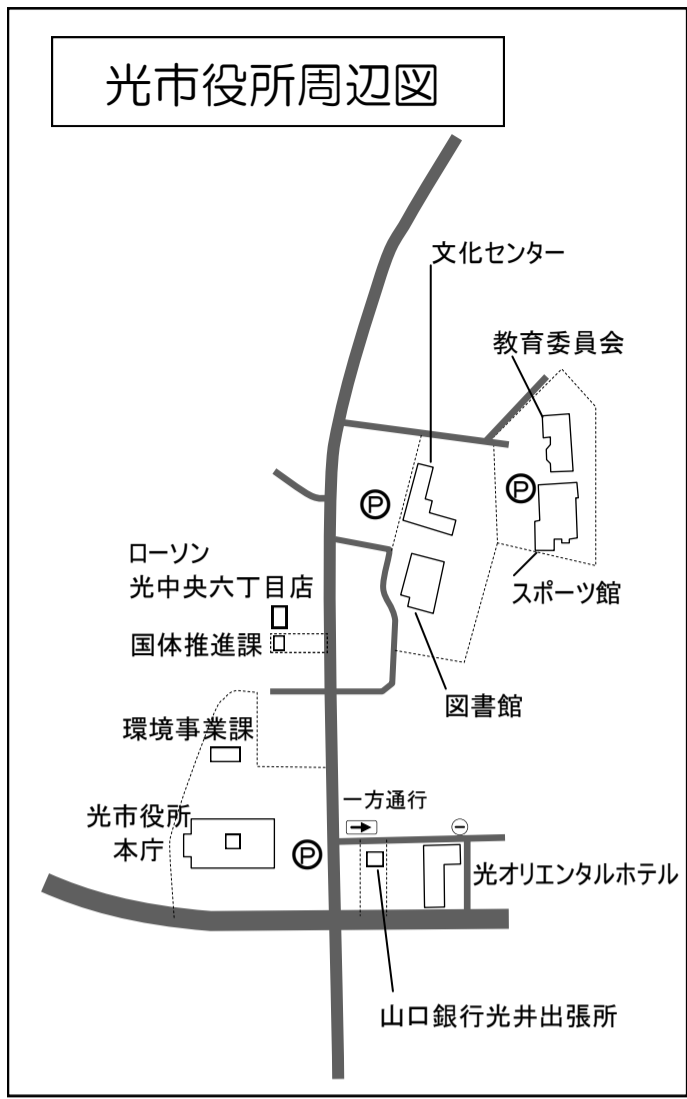 光市役所周辺図
文化センター
教育委員会
Ⓟ
Ⓟ
ローソン
光中央六丁目店
スポーツ館
国体推進課
図書館
環境事業課
一方通行
光市役所
本庁
Ⓟ
光オリエンタルホテル
山口銀行光井出張所